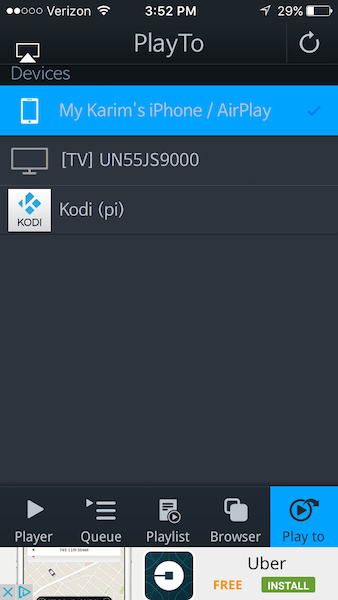 Verizon 3:52 PM 29%
PlayTo
Devices
My Karim's iPhone / AirPlay
[TV] UN55JS9000
KODI
Kodi (pi)
Player Queue Playlist Browser Play to
Uber
FREE INSTALL